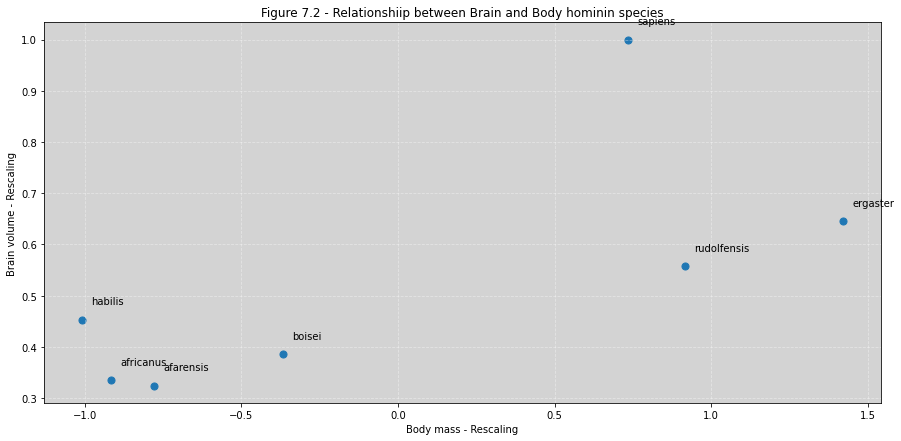 Figure 7.2 - Relationshiip between Brain and Body hominin species
sapiens
ergaster
rudolfensis
habilis
boisei
africanus
afarensis
1.0
0.9
0.8
0.7
0.6
0.5
0.4
0.3
Brain volume - Rescaling
−1.0 −0.5 0.0 0.5 1.0 1.5
Body mass - Rescaling